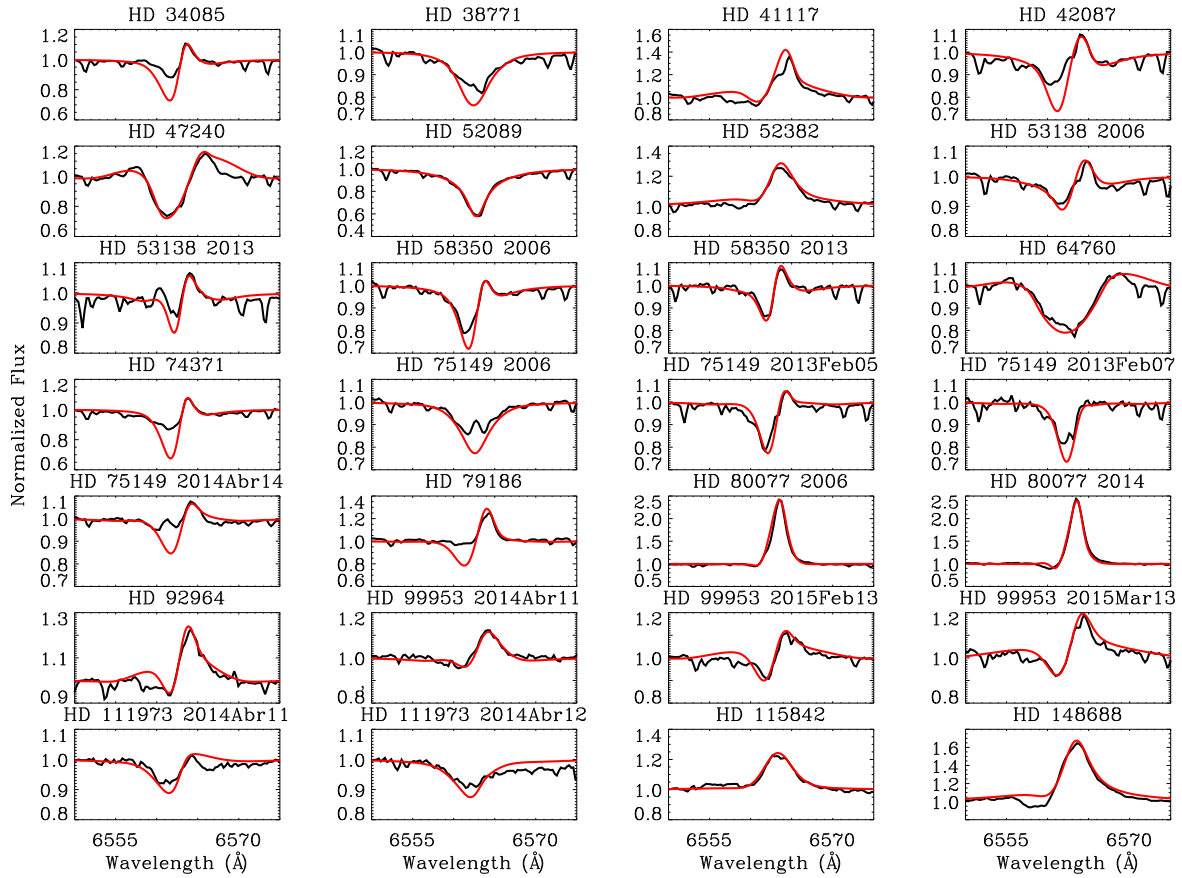 HD 34085 HD 38771 HD 41117 HD 42087
1.2 1.0 0.8 0.6
1.0 0.9 0.8 0.7
1.6 1.4 1.2 1.0
1.0 0.9 0.8 0.7
HD 47240 HD 52089 HD 52382 HD 53138 2006
1.2 1.0 0.8 0.6
1.2 1.0 0.8 0.6 0.4
1.4 1.2 1.0 0.8
1.1 1.0 0.9 0.8
HD 53138 2013 HD 58350 2006 HD 58350 2013 HD 64760
1.1 1.0 0.9 0.8
1.1 1.0 0.9 0.8 0.7
1.1 1.0 0.9 0.8 0.7
1.1 1.0 0.9 0.8 0.7
Normalized Flux
HD 74371 HD 75149 2006 HD 75149 2013Feb05 HD 75149 2013Feb07
1.2 1.0 0.8 0.6
1.1 1.0 0.9 0.8 0.7
1.1 1.0 0.9 0.8 0.7
1.1 1.0 0.9 0.8 0.7
HD 75149 2014Abr14 HD 79186 HD 80077 2006 HD 80077 2014
1.1 1.0 0.9 0.8 0.7
1.4 1.2 1.0 0.8 0.6
2.5 2.0 1.0 0.5
2.5 2.0 1.0 0.5
HD 92964 HD 99953 2014Abr11 HD 99953 2015Feb13 HD 99953 2015Mar13
1.3 1.0 0.9
1.2 1.0 0.8
1.2 1.1 1.0 0.9 0.8
1.2 1.1 1.0 0.9 0.8
HD 111973 2014Abr11 HD 111973 2014Abr12 HD 115842 HD 148688
1.1 1.0 0.9 0.8
1.1 1.0 0.9 0.8
1.4 1.2 1.0 0.8
1.6 1.4 1.2 1.0
6555 6570 6555 6570 6555 6570 6555 6570
Wavelength (Å) Wavelength (Å) Wavelength (Å) Wavelength (Å)